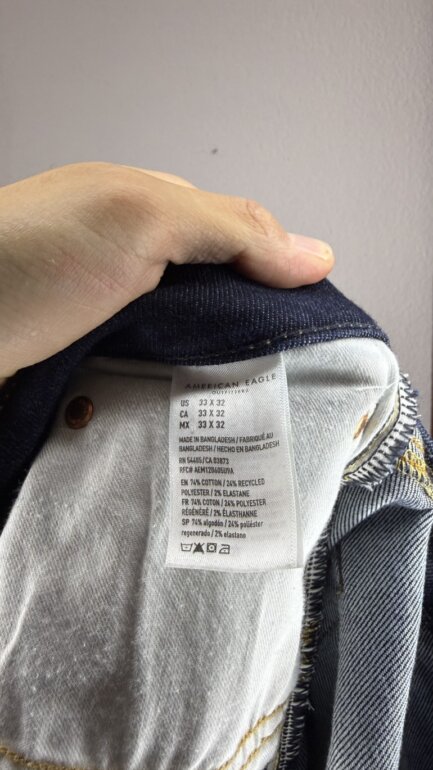 AMERICAN EAGLE
OUTFITTERS
US 33 X 32
CA 33 X 32
MX 33 X 32
MADE IN BANGLADESH / FABRIQUÉ AU
BANGLADESH / HECHO EN BANGLADESH
RN 54485/CA 03873
RFC# AEM120605U9A
EN 74% COTTON / 24% RECYCLED
POLYESTER / 2% ELASTANE
FR 74% COTON / 24% POLYESTER
RÉGÉNÉRÉ / 2% ÉLASTHANNE
SP 74% algodón / 24% poliéster
regenerado / 2% elastano